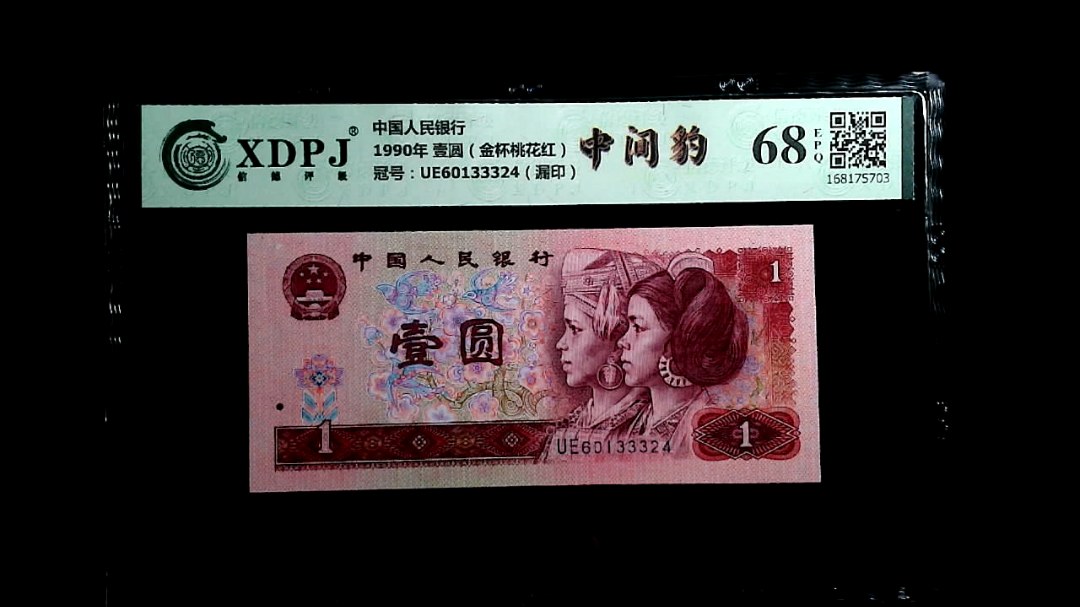 XDPJ®
信德评级
中国人民银行
1990年 壹圆（金杯桃花红）
冠号：UE60133324（漏印）
中间豹
68
EPQ
168175703
中国人民银行
1
壹圆
1
1
UE60133324